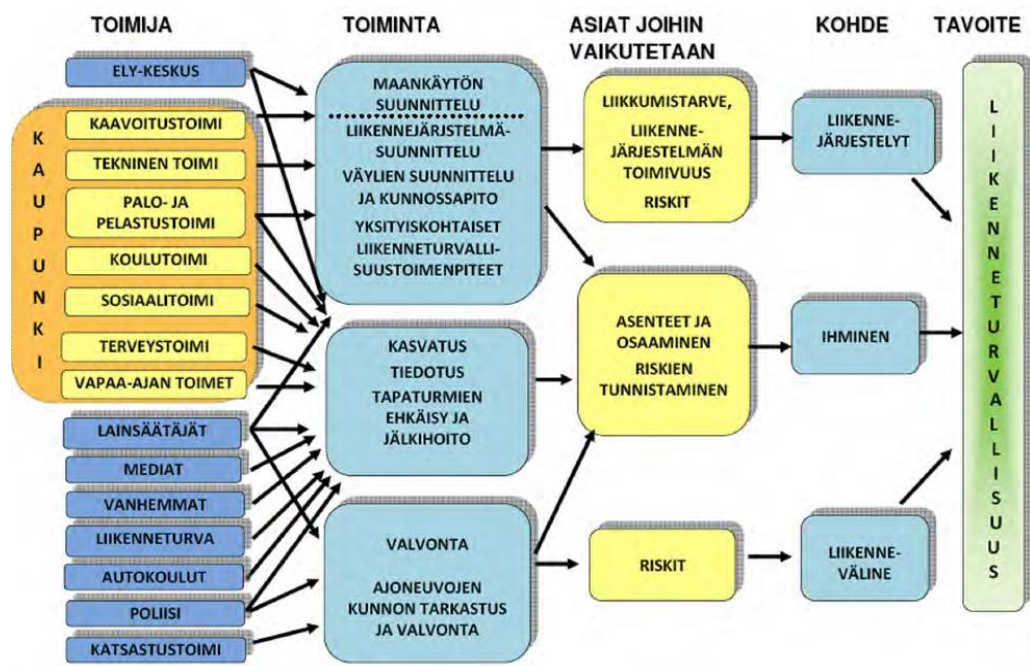 TOIMIJA
TOIMINTA
ASIAT JOIHIN
VAIKUTETAAN
KOHDE
TAVOITE
ELY-KESKUS
KAUPUNKI
KAAVOITUSTOIMI
TEKNINEN TOIMI
PALO- JA
PELASTUSTOIMI
KOULUTOIMI
SOSIAALITOIMI
TERVEYSTOIMI
VAPAA-AJAN TOIMET
LAINSÄÄTÄJÄT
MEDIAT
VANHEMMAT
LIIKENNETURVA
AUTOKOULUT
POLIISI
KATSASTUSTOIMI
MAANKÄYTÖN
SUUNNITTELU
LIIKENNEJÄRJSTELMÄ-
SUUNNITTELU
VÄYLIEN SUUNNITTELU
JA KUNNOSSAPITO
YKSITYISKOHTAISET
LIIKENNETURVALLI-
SUUSTOIMENPITEET
KASVATUS
TIEDOTUS
TAPATURMIEN
EHKÄISY JA
JÄLKIHOITO
VALVONTA
AJONEUVOJEN
KUNNON TARKASTUS
JA VALVONTA
LIIKKUMISTARVE,
LIIKENNE-
JÄRJESTELMÄN
TOIMIVUUS
RISKIT
ASENTEET JA
OSAAMINEN
RISKIEN
TUNNISTAMINEN
RISKIT
LIIKENNE-
JÄRJESTELYT
IHMINEN
LIIKENNE-
VÄLINE
LIIKENNETURVALLISUUS